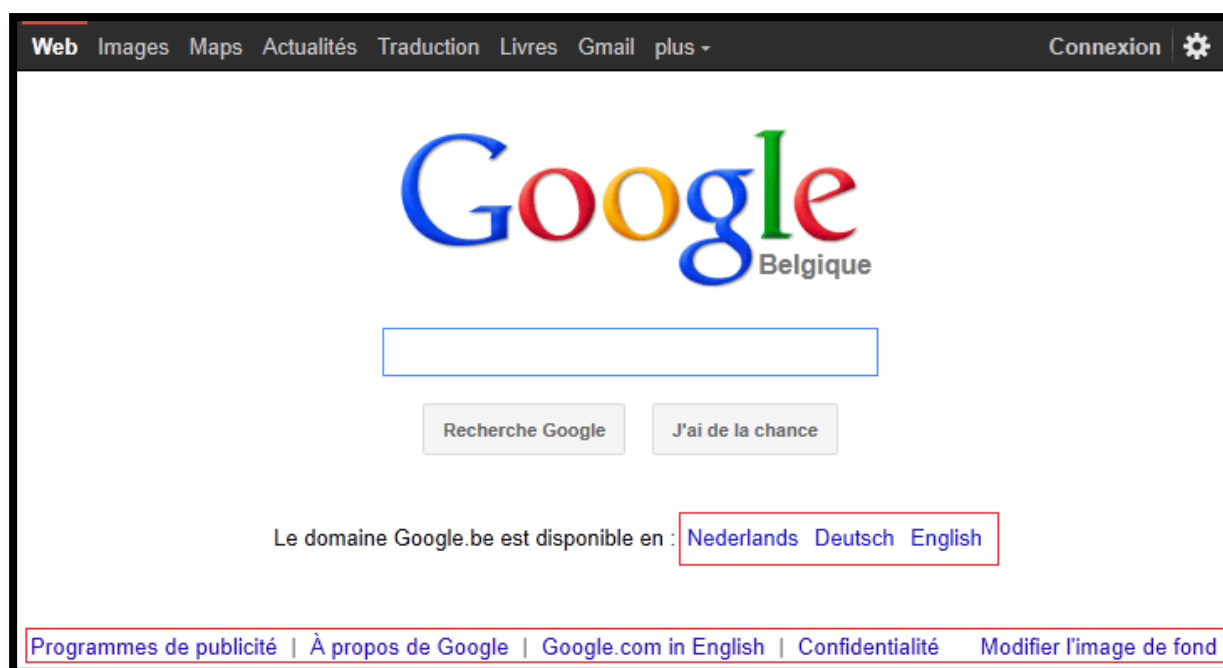 Web Images Maps Actualités Traduction Livres Gmail plus Connexion
Google
Belgique
Recherche Google J'ai de la chance
Le domaine Google.be est disponible en : Nederlands Deutsch English
Programmes de publicité | À propos de Google | Google.com in English | Confidentialité Modifier l'image de fond